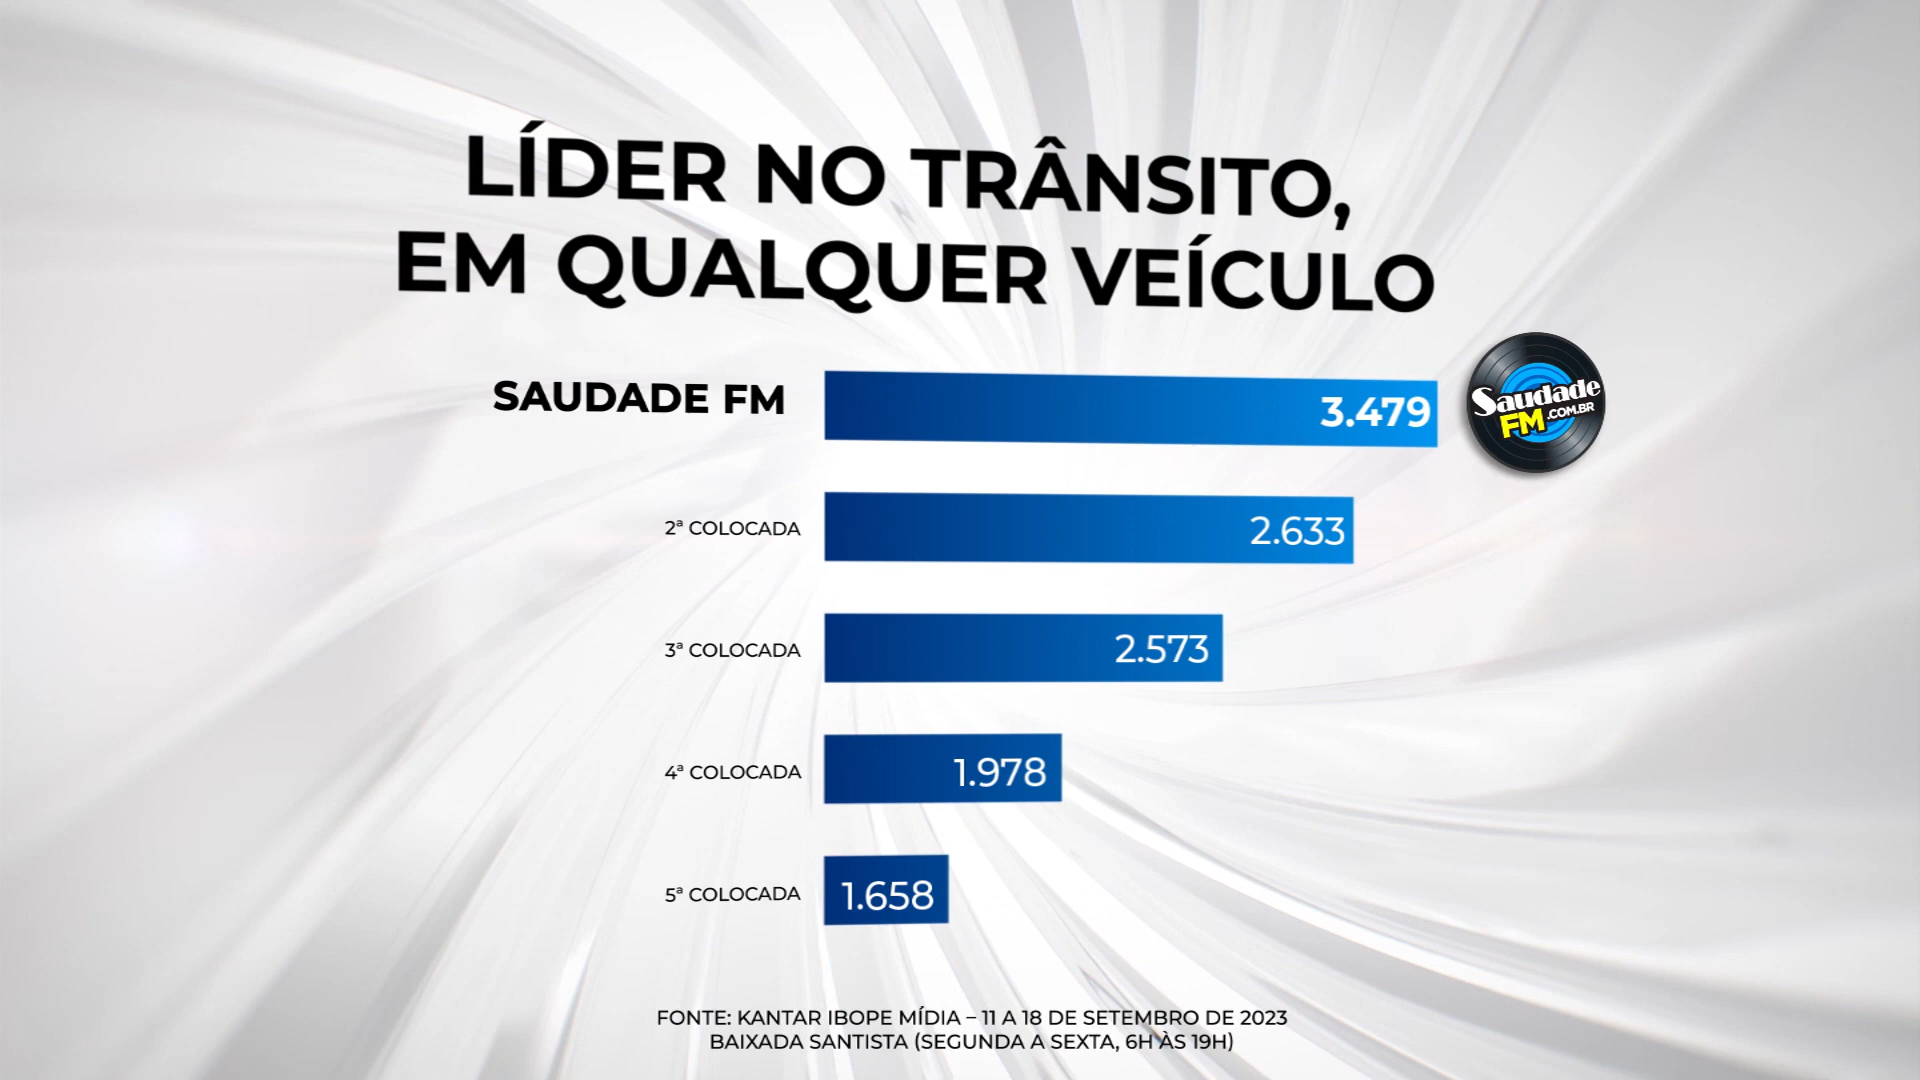 LÍDER NO TRÂNSITO,
EM QUALQUER VEÍCULO
SAUDADE FM
3.479
Saudade
FM .COM.BR
2ª COLOCADA
2.633
3ª COLOCADA
2.573
4ª COLOCADA
1.978
5ª COLOCADA
1.658
FONTE: KANTAR IBOPE MÍDIA – 11 A 18 DE SETEMBRO DE 2023
BAIXADA SANTISTA (SEGUNDA A SEXTA, 6H ÀS 19H)